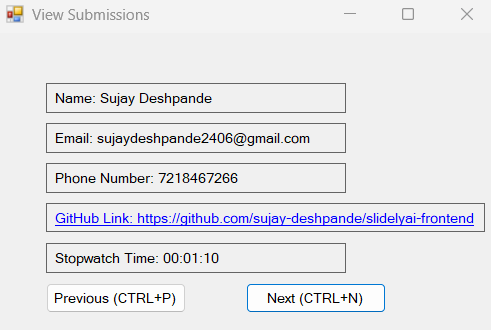 View Submissions
Name: Sujay Deshpande
Email: sujaydeshpande2406@gmail.com
Phone Number: 7218467266
GitHub Link: https://github.com/sujay-deshpande/slidelyai-frontend
Stopwatch Time: 00:01:10
Previous (CTRL+P) Next (CTRL+N)